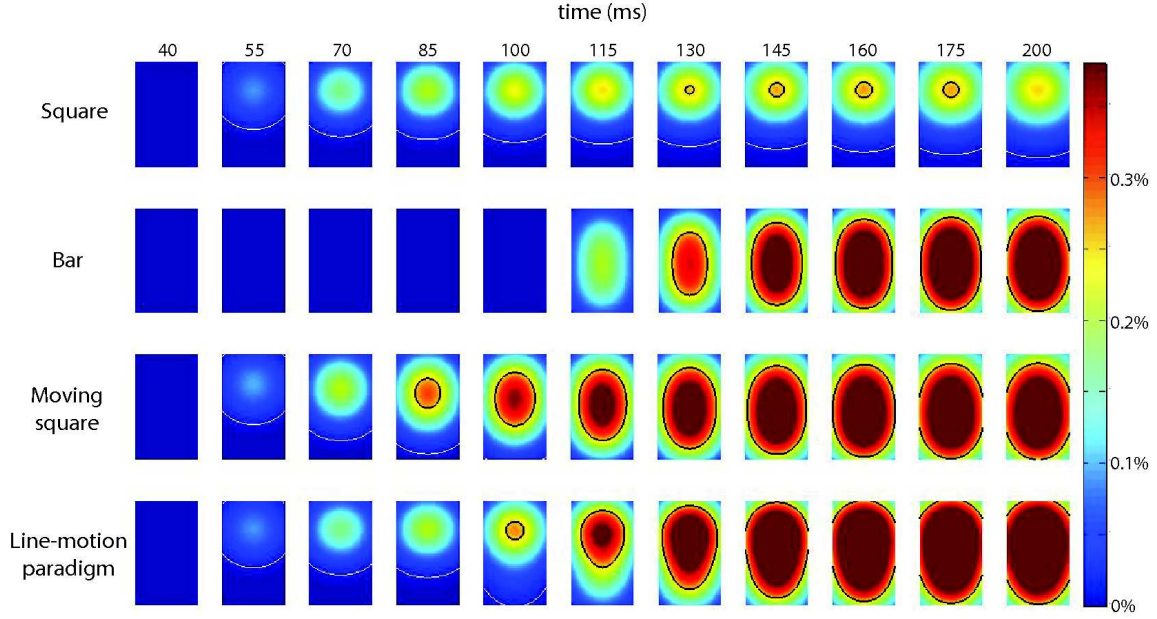 time (ms)
40 55 70 85 100 115 130 145 160 175 200
Square
0.3%
Bar
0.2%
Moving
square
0.1%
Line-motion
paradigm
0%